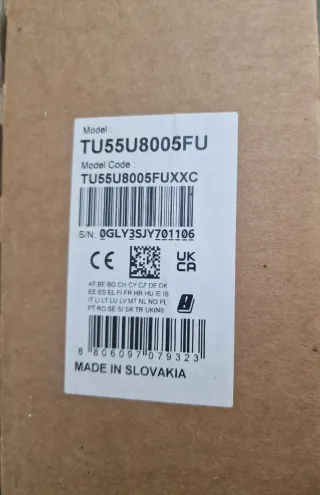 Model
TU55U8005FU
Model Code :
TU55U8005FUXXC
S/N: 0GLY3SJY701106
CE
UK
CA
AT BE BG CH CY CZ DE DK
EE ES EL FI FR HR HU IE IS
IT LI LT LU LV MT NL NO PL
PT RO SE SI SK TR UK(NI)
8 806097 079323
MADE IN SLOVAKIA